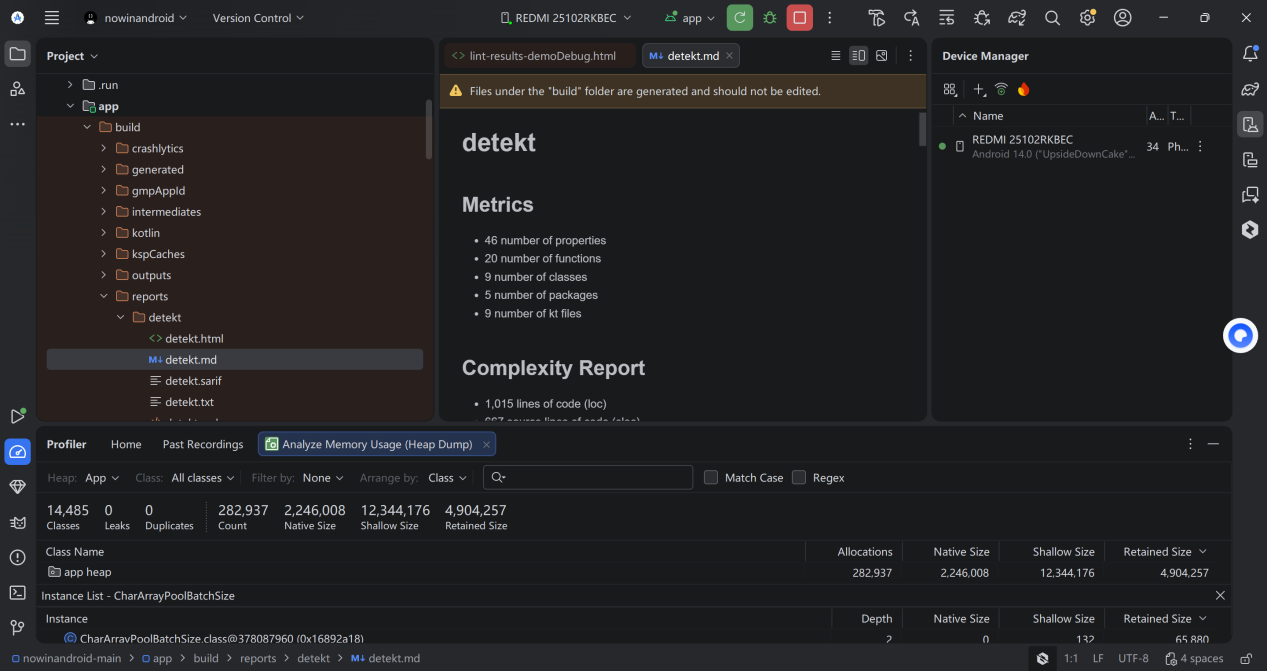 nowinandroid Version Control REDMI 25102RKBEC app
Project
.run
app
build
crashlytics
generated
gmpAppId
intermediates
kotlin
kspCaches
outputs
reports
detekt
<> detekt.html
M↓ detekt.md
detekt.sarif
detekt.txt
<> lint-results-demoDebug.html M↓ detekt.md
Files under the "build" folder are generated and should not be edited.
detekt
Metrics
• 46 number of properties
• 20 number of functions
• 9 number of classes
• 5 number of packages
• 9 number of kt files
Complexity Report
• 1,015 lines of code (loc)
Device Manager
Name A... T...
REDMI 25102RKBEC
Android 14.0 ("UpsideDownCake"...
34 Ph...
Profiler Home Past Recordings Analyze Memory Usage (Heap Dump)
Heap: App Class: All classes Filter by: None Arrange by: Class Match Case Regex
14,485 0 0 282,937 2,246,008 12,344,176 4,904,257
Classes Leaks Duplicates Count Native Size Shallow Size Retained Size
Class Name Allocations Native Size Shallow Size Retained Size
app heap 282,937 2,246,008 12,344,176 4,904,257
Instance List - CharArrayPoolBatchSize
Instance Depth Native Size Shallow Size Retained Size
CharArrayPoolBatchSize.class@378087960 (0x16892a18) 2 0 132 65,880
nowinandroid-main > app > build > reports > detekt > M↓ detekt.md 1:1 LF UTF-8 4 spaces